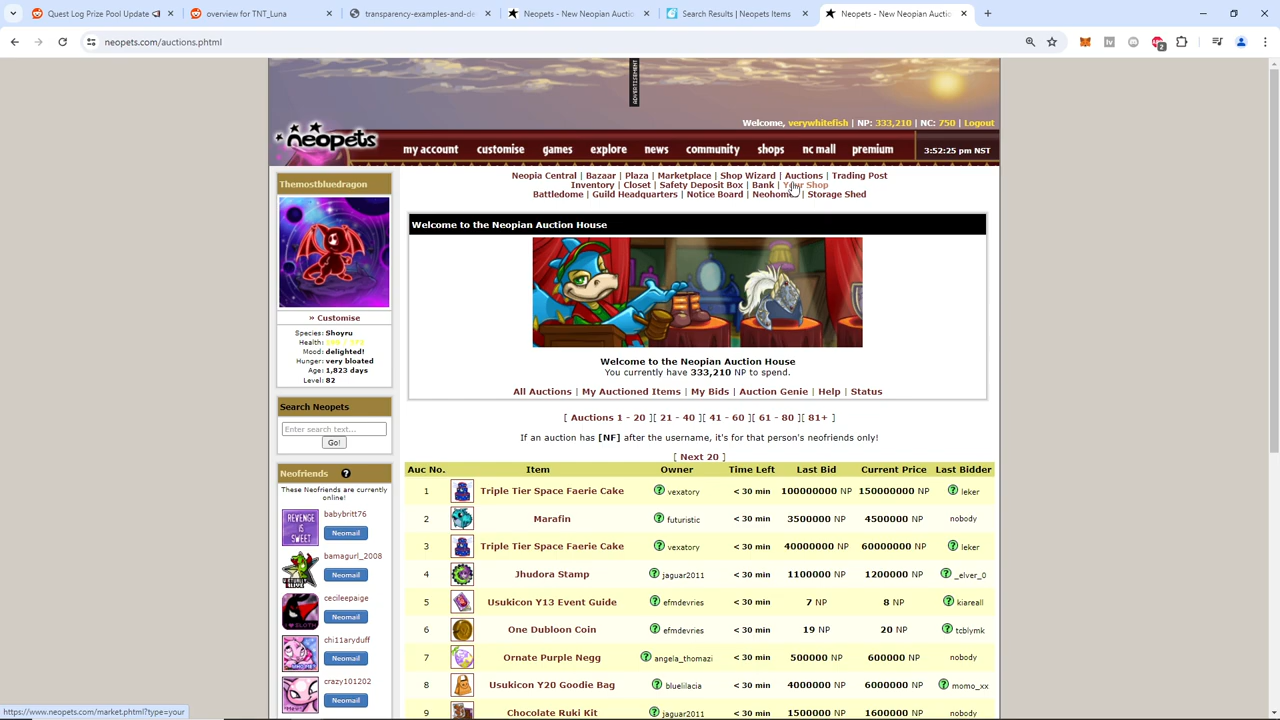 Quest Log Prize Pool Update
overview for TNT_Luna
transparency-examples-and-de
Neopets - New Neopian Auctio
Search Results | Neopets Items
Neopets - New Neopian Auctio
neopets.com/auctions.phtml
ADVERTISEMENT
Welcome, verywhitefish | NP: 333,210 | NC: 750 | Logout
neopets
my account customise games explore news community shops nc mall premium 3:52:25 pm NST
Neopia Central | Bazaar | Plaza | Marketplace | Shop Wizard | Auctions | Trading Post
Inventory | Closet | Safety Deposit Box | Bank | Your Shop
Battledome | Guild Headquarters | Notice Board | Neohome | Storage Shed
Themostbluedragon
» Customise
Species: Shoyru
Health:
Mood: delighted!
Hunger: very bloated
Age: 1,823 days
Level: 82
Search Neopets
Enter search text...
Go!
Neofriends ?
These Neofriends are currently
online!
REVENGE IS SWEET
babybritt76
Neomail
bamagurl_2008
Neomail
cecileepaige
I ♥ SLOTH
Neomail
chi11aryduff
Neomail
crazy101202
Neomail
Welcome to the Neopian Auction House
Welcome to the Neopian Auction House
You currently have 333,210 NP to spend.
All Auctions | My Auctioned Items | My Bids | Auction Genie | Help | Status
[ Auctions 1 - 20 ][ 21 - 40 ][ 41 - 60 ][ 61 - 80 ][ 81+ ]
If an auction has [NF] after the username, it's for that person's neofriends only!
[ Next 20 ]
Auc No. Item Owner Time Left Last Bid Current Price Last Bidder
1 Triple Tier Space Faerie Cake vexatory < 30 min 100000000 NP 150000000 NP leker
2 Marafin futuristic < 30 min 3500000 NP 4500000 NP nobody
3 Triple Tier Space Faerie Cake vexatory < 30 min 40000000 NP 60000000 NP leker
4 Jhudora Stamp jaguar2011 < 30 min 1100000 NP 1200000 NP _elver_0
5 Usukicon Y13 Event Guide efmdevries < 30 min 7 NP 8 NP kiareall
6 One Dubloon Coin efmdevries < 30 min 19 NP 20 NP tcblymk
7 Ornate Purple Negg angela_thomazi < 30 min 500000 NP 600000 NP nobody
8 Usukicon Y20 Goodie Bag bluelilacia < 30 min 4000000 NP 6000000 NP momo_xx
9 Chocolate Ruki Kit jaguar2011 < 30 min 1500000 NP 1600000 NP nobody
https://www.neopets.com/market.phtml?type=your